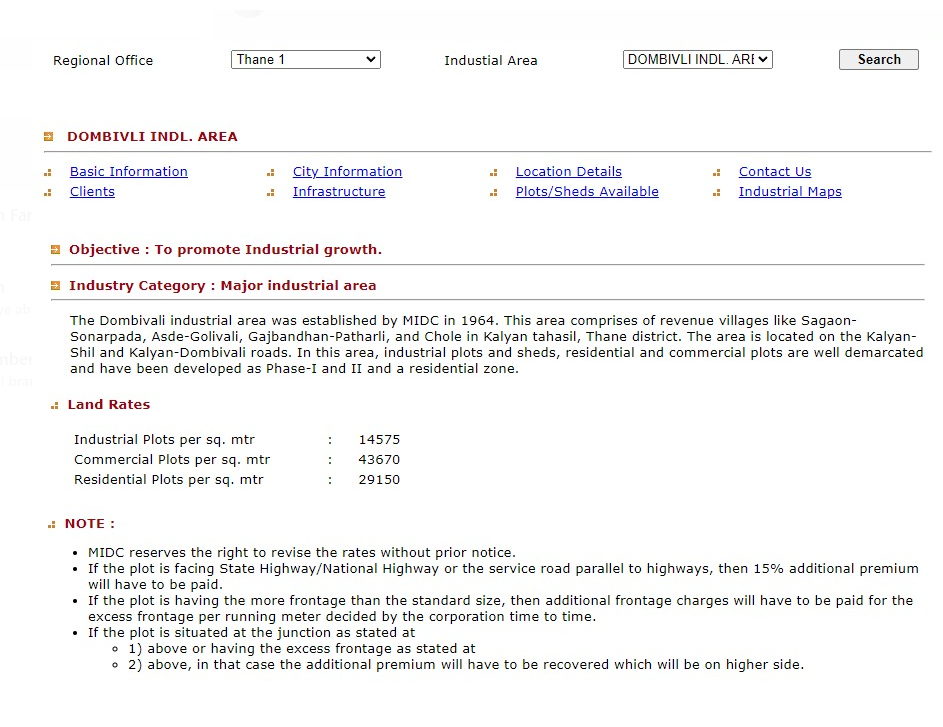 Regional Office Thane 1 Industial Area DOMBIVLI INDL. ARE Search
DOMBIVLI INDL. AREA
Basic Information City Information Location Details Contact Us
Clients Infrastructure Plots/Sheds Available Industrial Maps
Objective : To promote Industrial growth.
Industry Category : Major industrial area
The Dombivali industrial area was established by MIDC in 1964. This area comprises of revenue villages like Sagaon-
Sonarpada, Asde-Golivali, Gajbandhan-Patharli, and Chole in Kalyan tahasil, Thane district. The area is located on the Kalyan-
Shil and Kalyan-Dombivali roads. In this area, industrial plots and sheds, residential and commercial plots are well demarcated
and have been developed as Phase-I and II and a residential zone.
Land Rates
Industrial Plots per sq. mtr : 14575
Commercial Plots per sq. mtr : 43670
Residential Plots per sq. mtr : 29150
NOTE :
• MIDC reserves the right to revise the rates without prior notice.
• If the plot is facing State Highway/National Highway or the service road parallel to highways, then 15% additional premium
will have to be paid.
• If the plot is having the more frontage than the standard size, then additional frontage charges will have to be paid for the
excess frontage per running meter decided by the corporation time to time.
• If the plot is situated at the junction as stated at
1) above or having the excess frontage as stated at
2) above, in that case the additional premium will have to be recovered which will be on higher side.